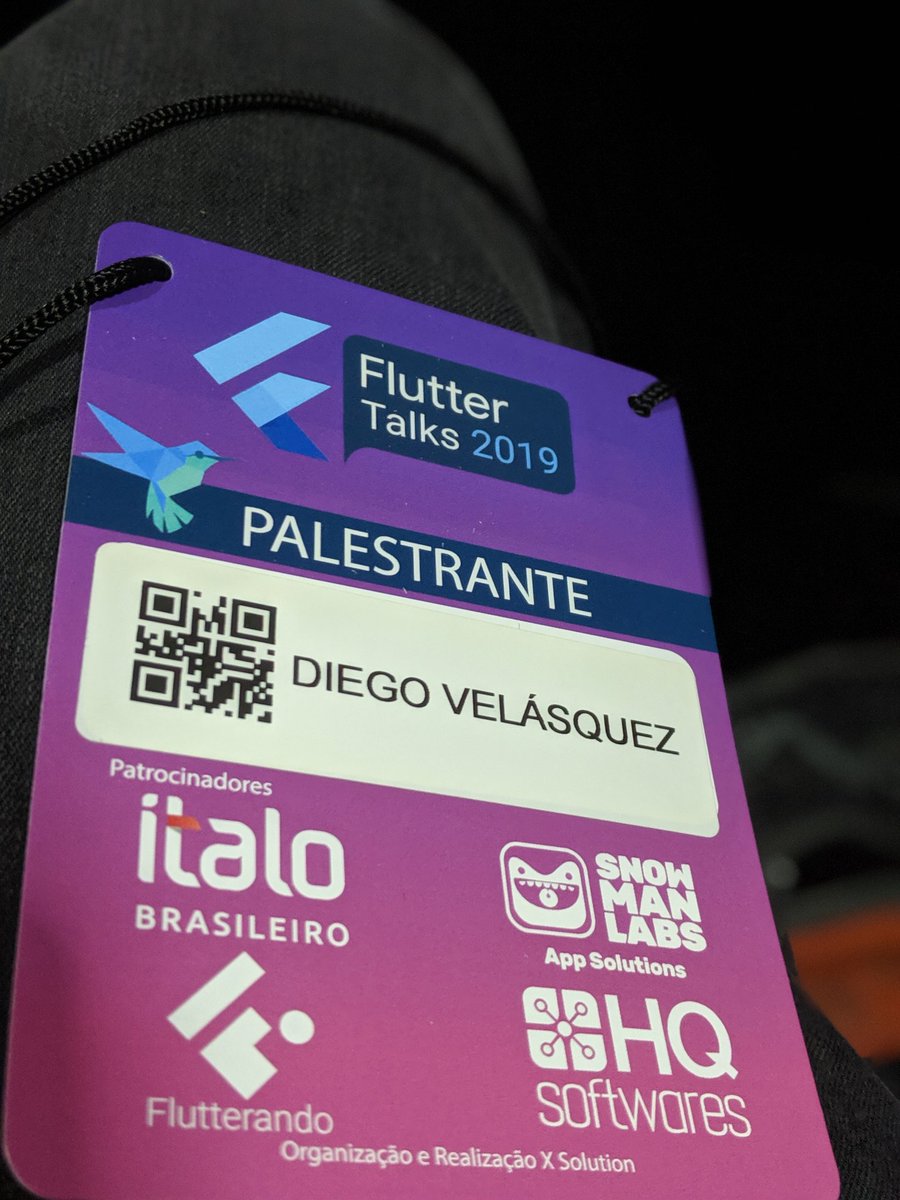 Flutter
Talks 2019
PALESTRANTE
DIEGO VELÁSQUEZ
Patrocinadores
ítalo
BRASILEIRO
SNOW
MAN
LABS
App Solutions
Flutterando
HQ
softwares
Organização e Realização X Solution